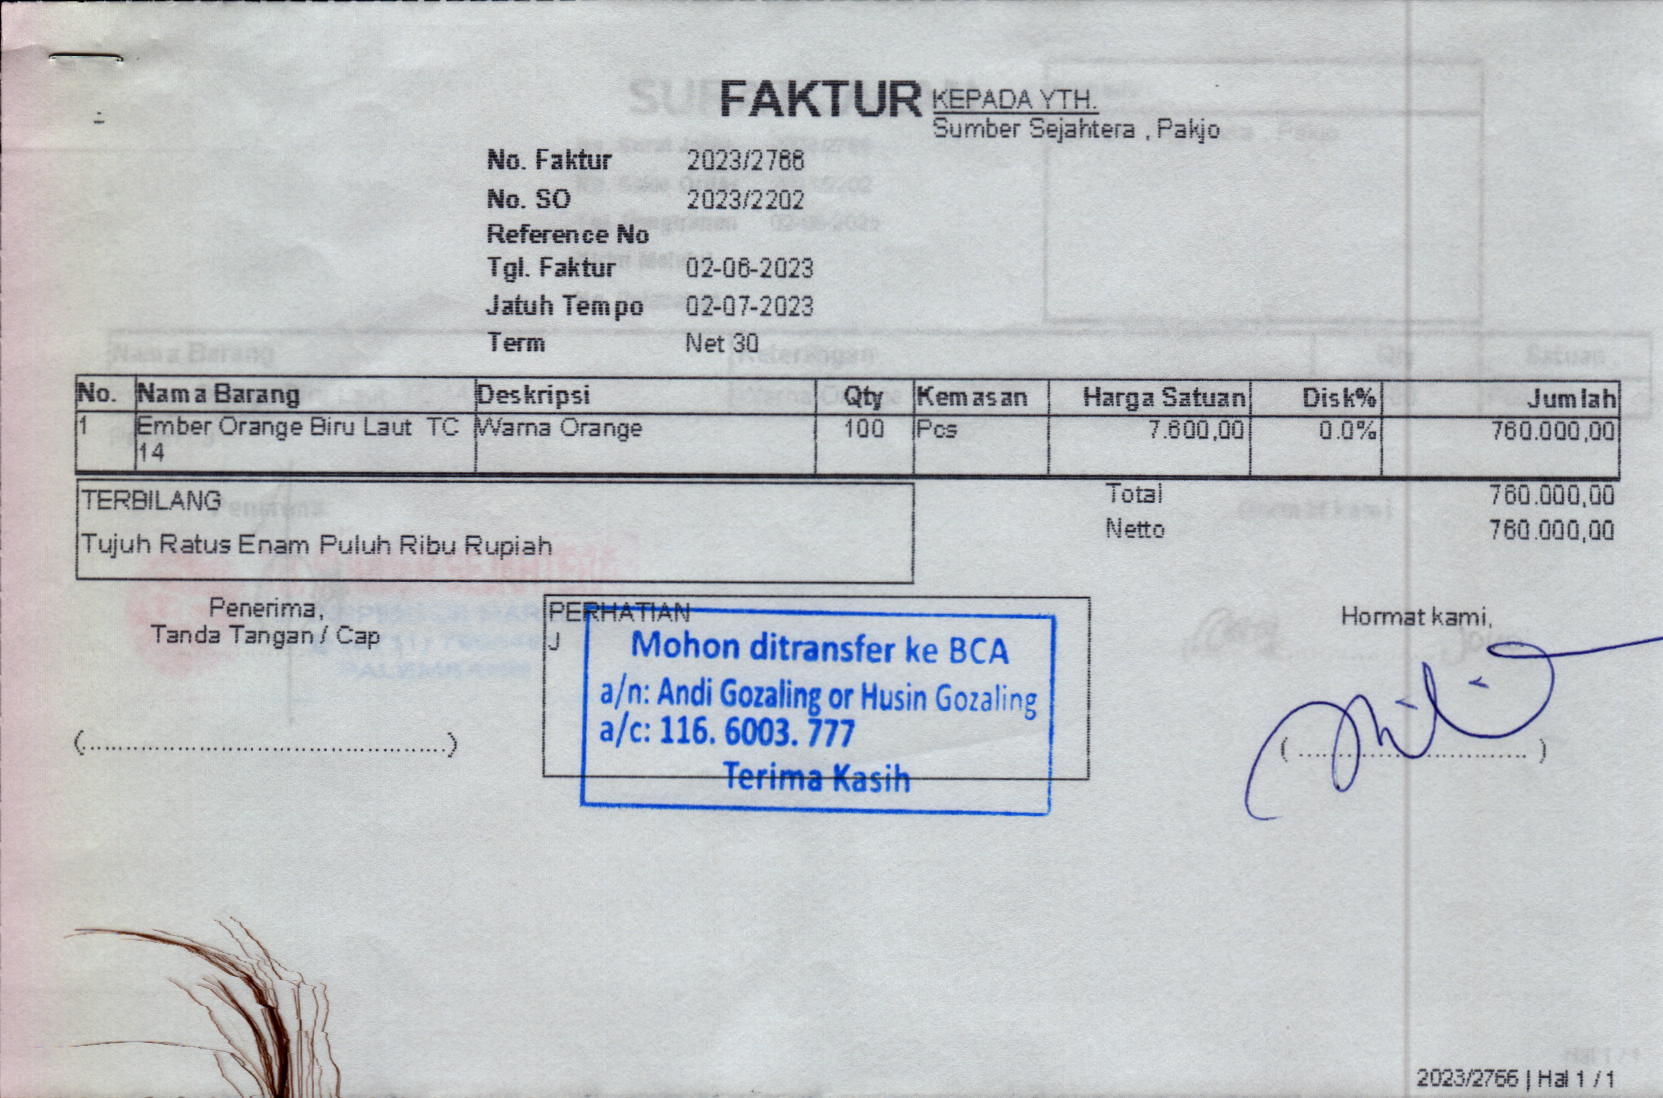 FAKTUR
KEPADA YTH.
Sumber Sejahtera , Pakjo
No. Faktur 2023/2766
No. SO 2023/2202
Reference No
Tgl. Faktur 02-06-2023
Jatuh Tempo 02-07-2023
Term Net 30
No. Nama Barang Deskripsi Qty Kemasan Harga Satuan Disk% Jumlah
1 Ember Orange Biru Laut TC Warna Orange 100 Pcs 7.600,00 0.0% 760.000,00
14
TERBILANG
Tujuh Ratus Enam Puluh Ribu Rupiah
Total 760.000,00
Netto 760.000,00
Penerima,
Tanda Tangan / Cap
(..................................................)
PERHATIAN
J
Mohon ditransfer ke BCA
a/n: Andi Gozaling or Husin Gozaling
a/c: 116. 6003. 777
Terima Kasih
Hormat kami,
( ................................ )
2023/2766 | Hal 1 / 1